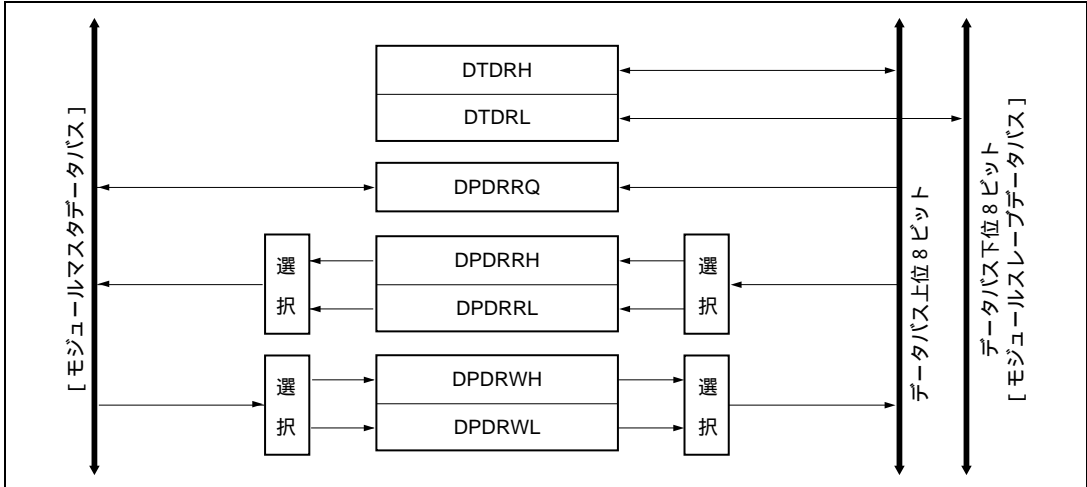 [ モジュールマスタデータバス ]
DTDRH
DTDRL
DPDRRQ
選択
DPDRRH
DPDRRL
選択
選択
DPDRWH
DPDRWL
選択
データバス上位 8 ビット
データバス下位 8 ビット
[ モジュールスレーブデータバス ]